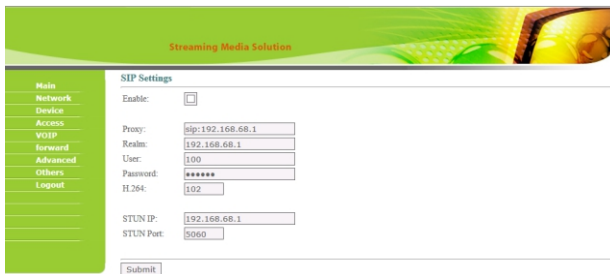 Streaming Media Solution
Main
Network
Device
Access
VOIP
forward
Advanced
Others
Logout
SIP Settings
Enable:
Proxy: sip:192.168.68.1
Realm: 192.168.68.1
User: 100
Password: ••••••
H.264: 102
STUN IP: 192.168.68.1
STUN Port: 5060
Submit